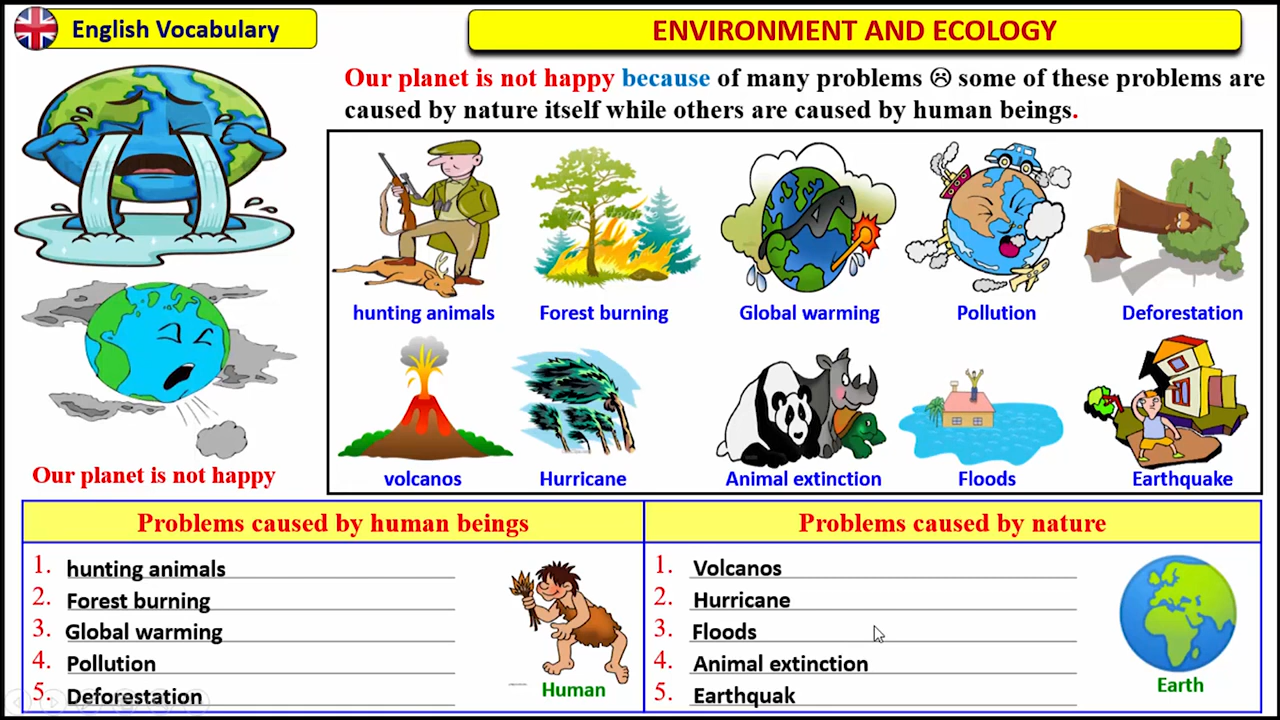 English Vocabulary
ENVIRONMENT AND ECOLOGY
Our planet is not happy because of many problems ☹ some of these problems are
caused by nature itself while others are caused by human beings.
hunting animals
Forest burning
Global warming
Pollution
Deforestation
volcanos
Hurricane
Animal extinction
Floods
Earthquake
Our planet is not happy
Problems caused by human beings
1. hunting animals
2. Forest burning
3. Global warming
4. Pollution
5. Deforestation
Human
Problems caused by nature
1. Volcanos
2. Hurricane
3. Floods
4. Animal extinction
5. Earthquak
Earth